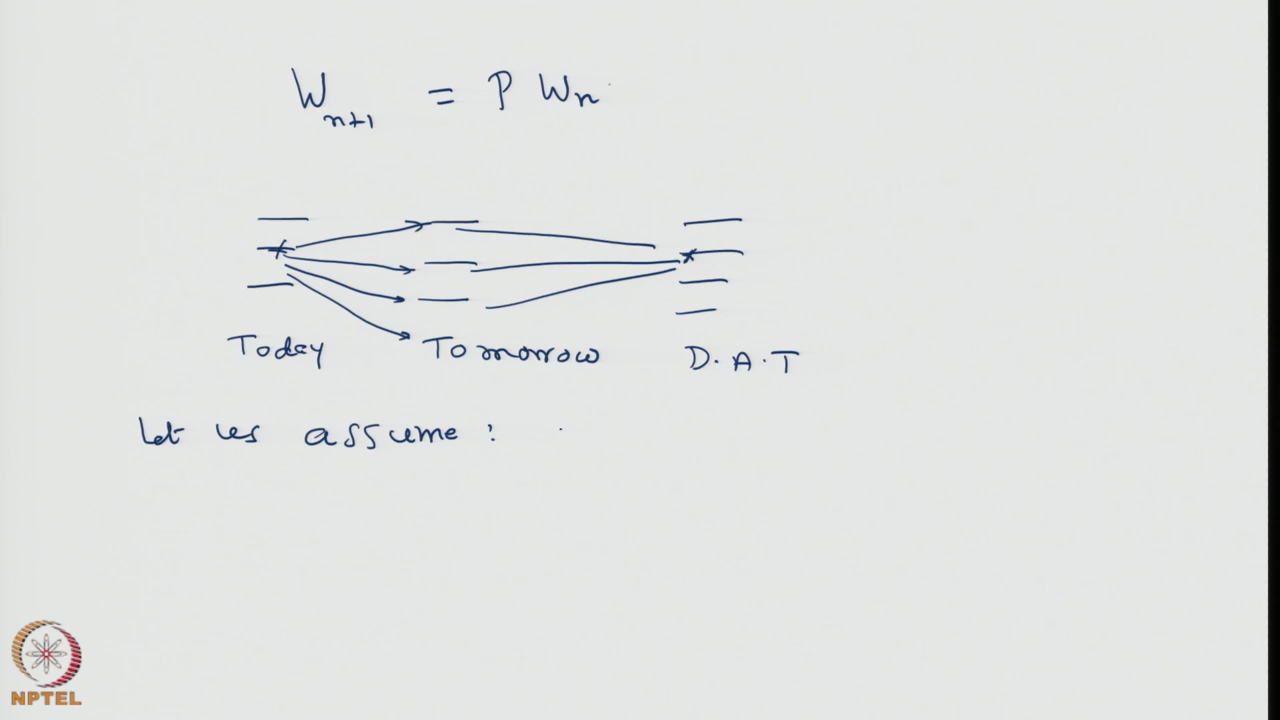 W_{n+1} = P W_n
Today Tomorrow D.A.T
Let us assume :
NPTEL